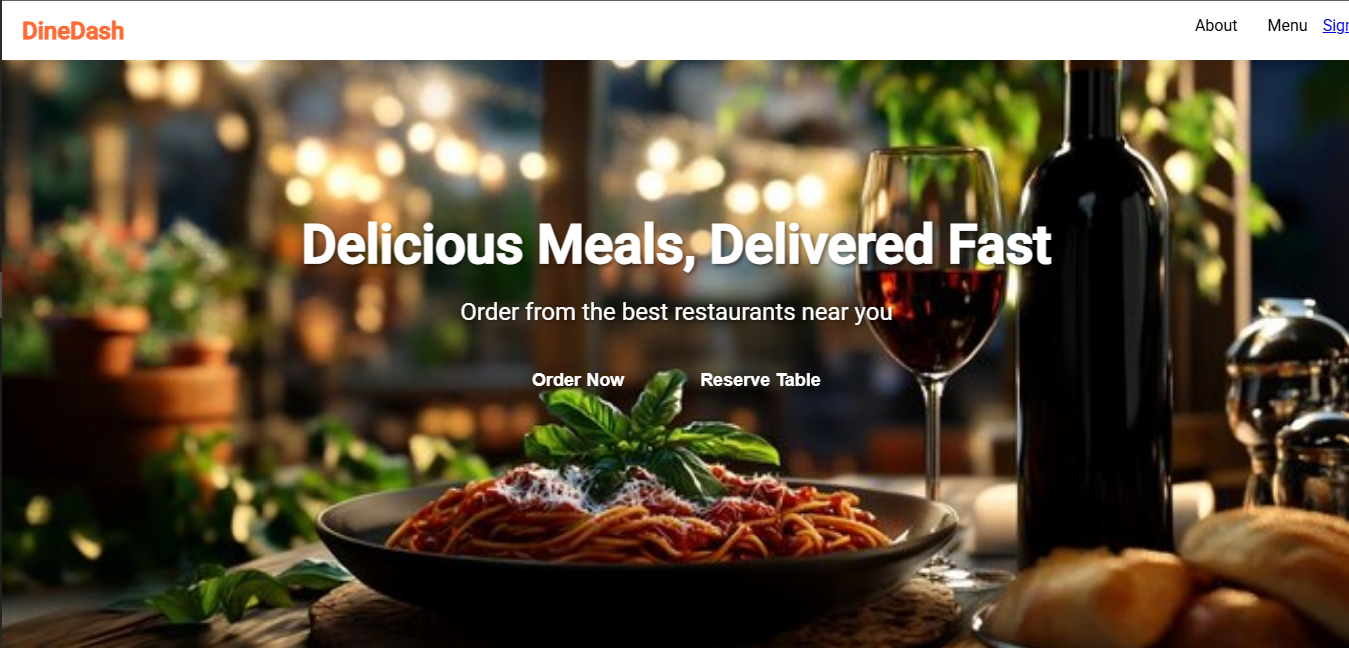 DineDash
About Menu Sign
Delicious Meals, Delivered Fast
Order from the best restaurants near you
Order Now Reserve Table